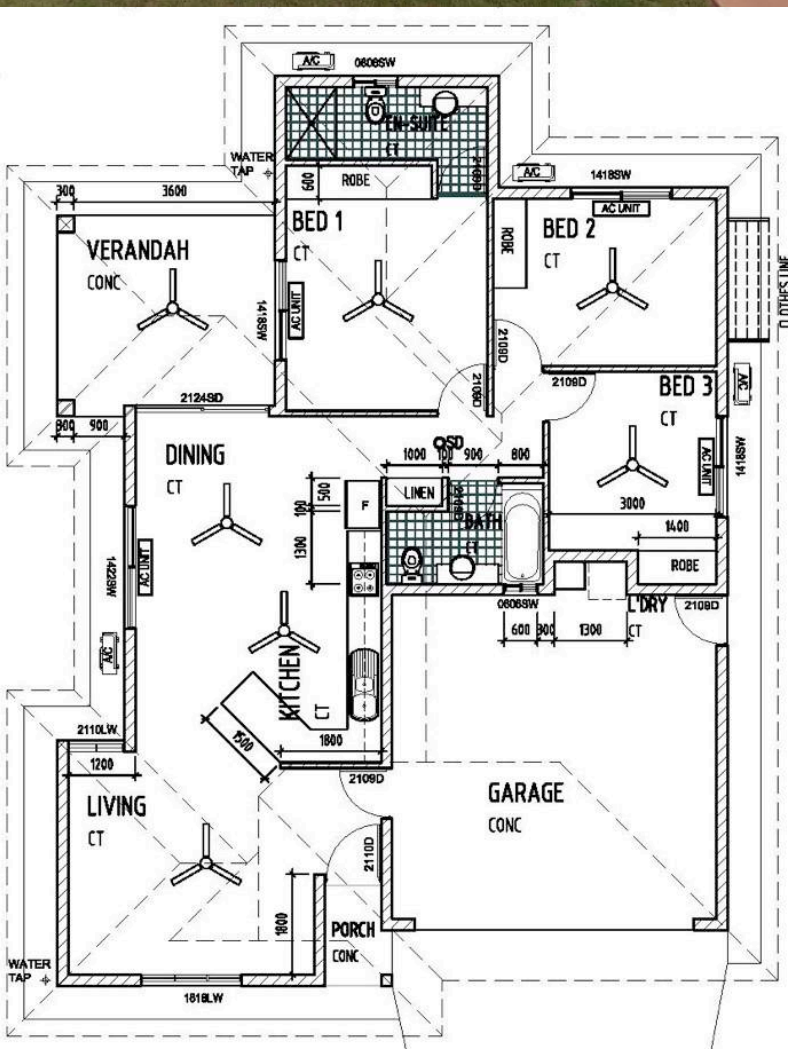 A/C
0606SW
EN-SUITE
CT
WATER
TAP
2109D
A/C
1418SW
300
3600
600
ROBE
AC UNIT
BED 1
CT
ROBE
BED 2
CT
VERANDAH
CONC
1418SW
AC UNIT
CLOTHES LINE
2109D
2109D
2109D
A/C
2124SD
BED 3
CT
300
900
SD
1000
100
900
800
AC UNIT
1418SW
DINING
CT
500
100
F
LINEN
2109D
BATH
CT
3000
1400
1300
ROBE
1422SW
AC UNIT
0606SW
L'DRY
CT
2109D
600
300
1300
A/C
KITCHEN
CT
2110LW
1200
1500
1800
2109D
LIVING
CT
GARAGE
CONC
2110D
1800
PORCH
CONC
WATER
TAP
1818LW